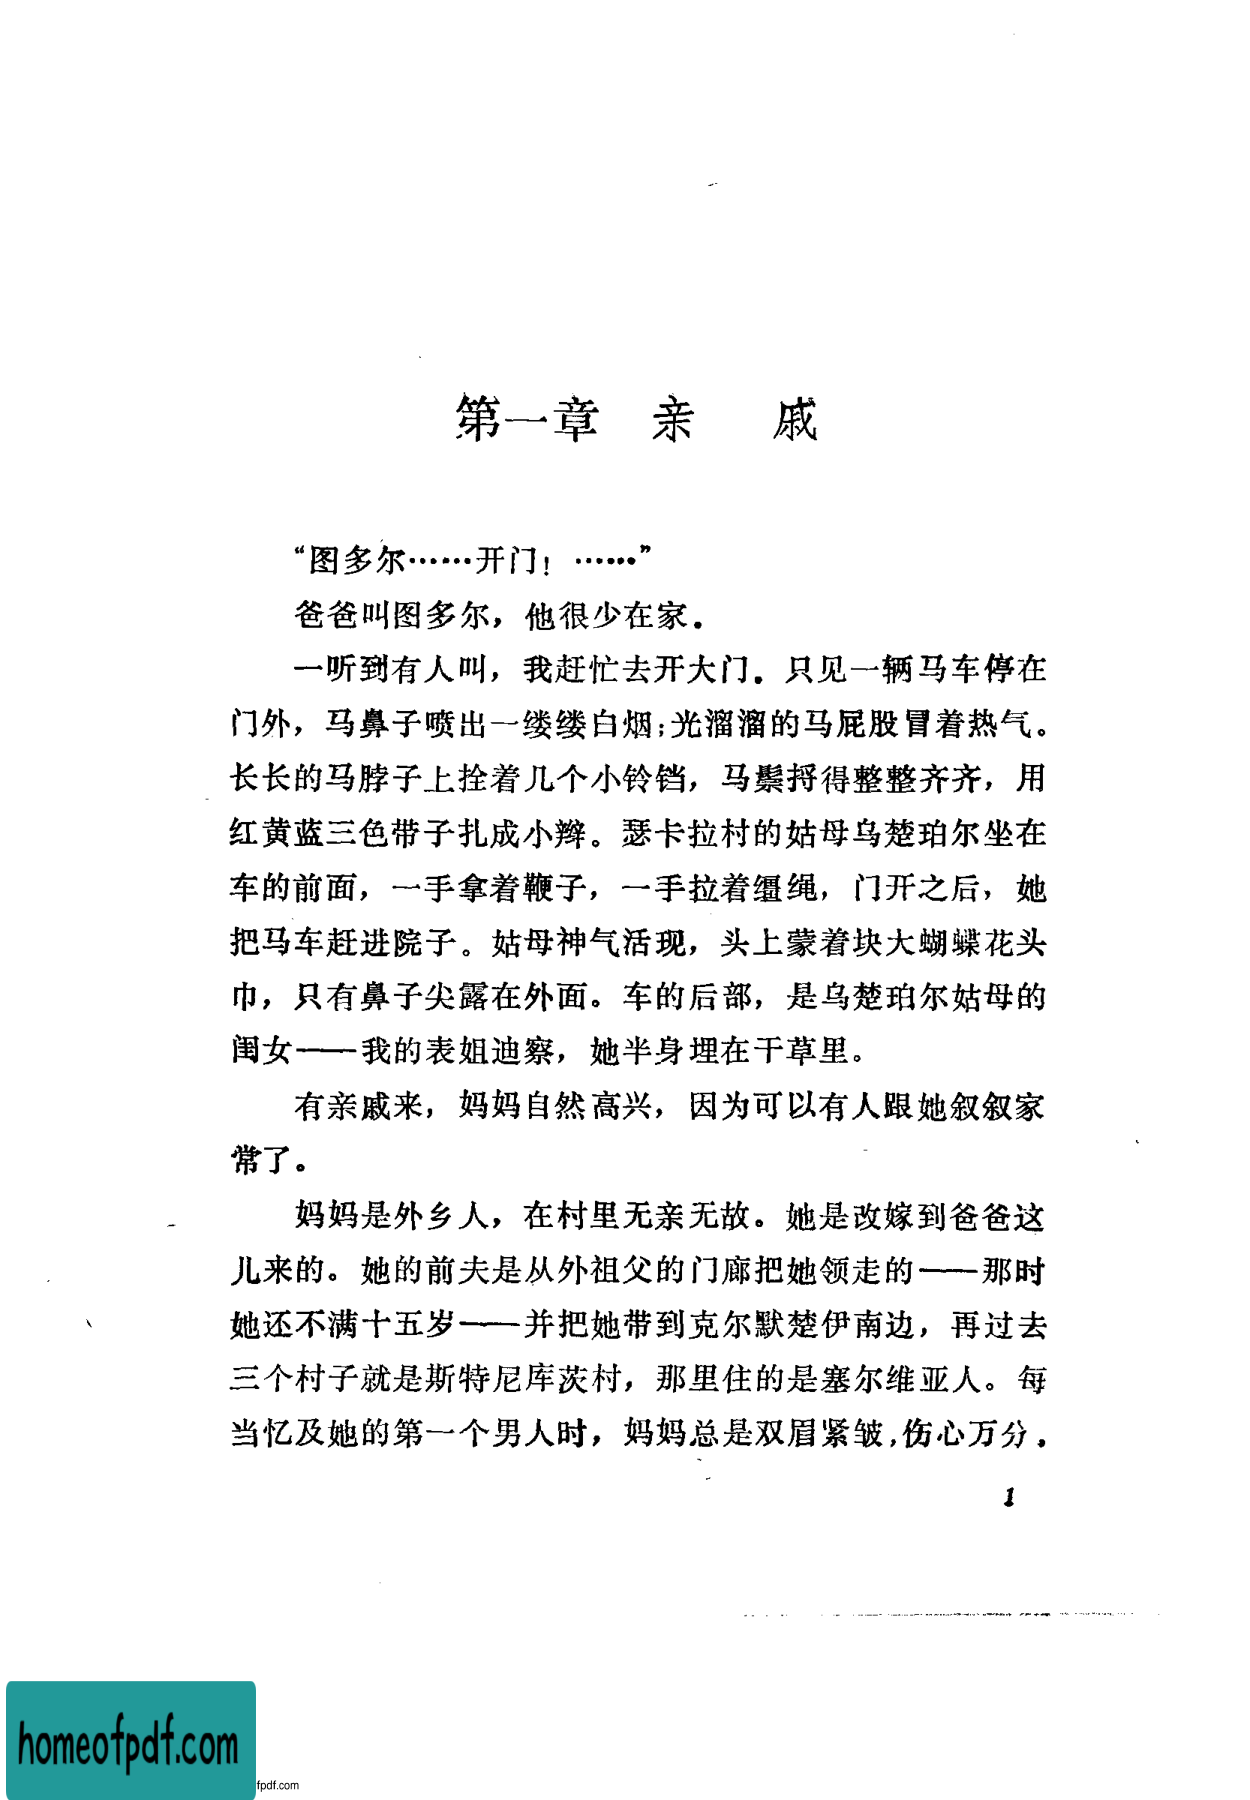 第一章　亲　戚
“图多尔……开门！……”
爸爸叫图多尔，他很少在家。
一听到有人叫，我赶忙去开大门。只见一辆马车停在
门外，马鼻子喷出一缕缕白烟；光溜溜的马屁股冒着热气。
长长的马脖子上拴着几个小铃铛，马鬃捋得整整齐齐，用
红黄蓝三色带子扎成小辫。瑟卡拉村的姑母乌楚珀尔坐在
车的前面，一手拿着鞭子，一手拉着缰绳，门开之后，她
把马车赶进院子。姑母神气活现，头上蒙着块大蝴蝶花头
巾，只有鼻子尖露在外面。车的后部，是乌楚珀尔姑母的
闺女——我的表姐迪察，她半身埋在干草里。
有亲戚来，妈妈自然高兴，因为可以有人跟她叙叙家
常了。
妈妈是外乡人，在村里无亲无故。她是改嫁到爸爸这
儿来的。她的前夫是从外祖父的门廊把她领走的——那时
她还不满十五岁——并把她带到克尔默楚伊南边，再过去
三个村子就是斯特尼库茨村，那里住的是塞尔维亚人。每
当忆及她的第一个男人时，妈妈总是双眉紧皱，伤心万分。
1
homeofpdf.com
fpdf.com